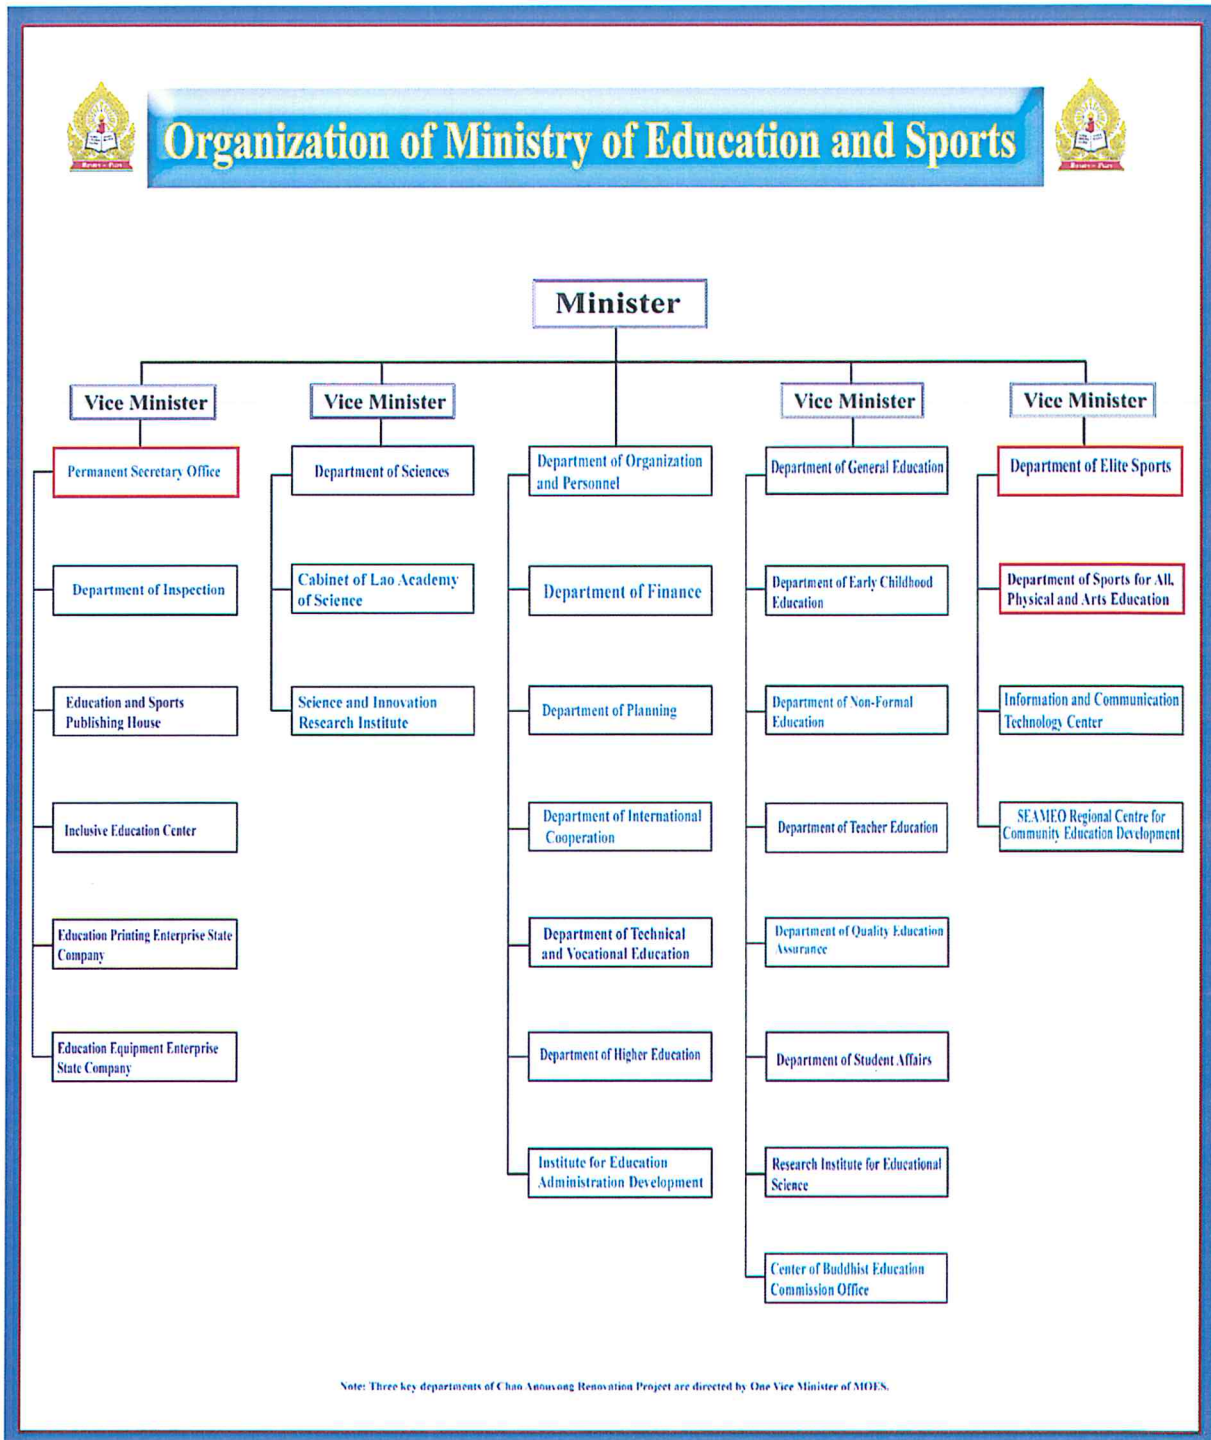 Organization of Ministry of Education and Sports
Minister
Vice Minister
Vice Minister
Vice Minister
Vice Minister
Permanent Secretary Office
Department of Inspection
Education and Sports
Publishing House
Inclusive Education Center
Education Printing Enterprise State
Company
Education Equipment Enterprise
State Company
Department of Sciences
Cabinet of Lao Academy
of Science
Science and Innovation
Research Institute
Department of Organization
and Personnel
Department of Finance
Department of Planning
Department of International
Cooperation
Department of Technical
and Vocational Education
Department of Higher Education
Institute for Education
Administration Development
Department of General Education
Department of Early Childhood
Education
Department of Non-Formal
Education
Department of Teacher Education
Department of Quality Education
Assurance
Department of Student Affairs
Research Institute for Educational
Science
Center of Buddhist Education
Commission Office
Department of Elite Sports
Department of Sports for All,
Physical and Arts Education
Information and Communication
Technology Center
SEAMEO Regional Centre for
Community Education Development
Note: Three key departments of Chao Anouvong Renovation Project are directed by One Vice Minister of MOES.